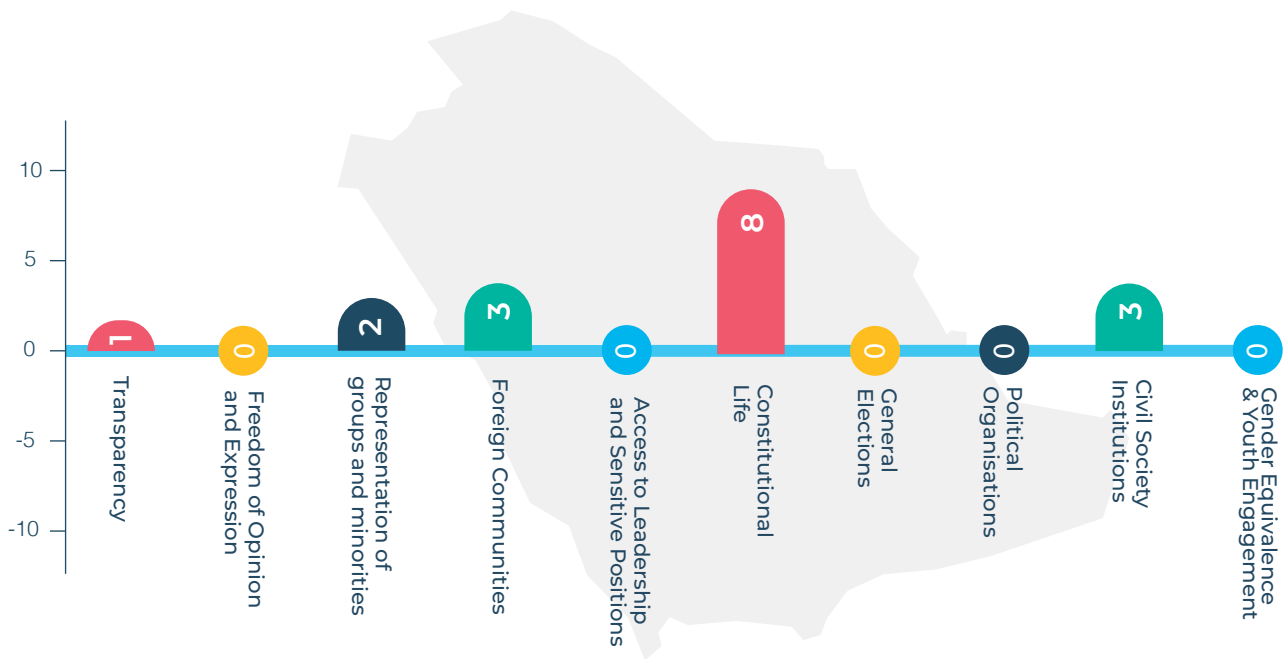 10
5
0
-5
-10
1
0
2
3
0
8
0
0
3
0
Transparency
Freedom of Opinion
and Expression
Representation of
groups and minorities
Foreign Communities
Access to Leadership
and Sensitive Positions
Constitutional
Life
General
Elections
Political
Organisations
Civil Society
Institutions
Gender Equivalence
& Youth Engagement